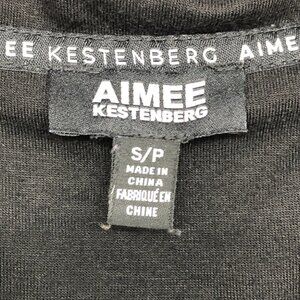 EE KESTENBERG AIME
AIMEE
KESTENBERG
S/P
MADE IN
CHINA
FABRIQUÉ EN
CHINE